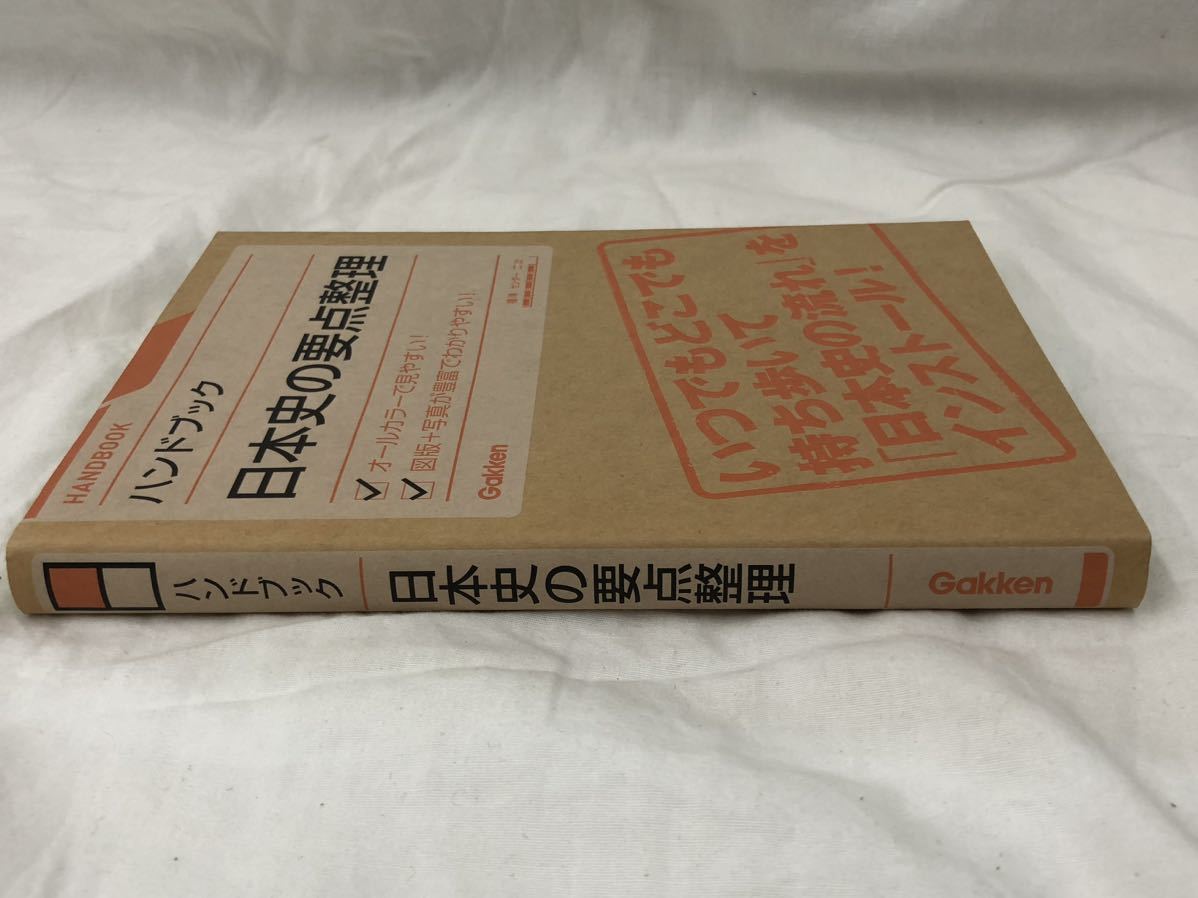 HANDBOOK
ハンドブック
日本史の要点整理
オールカラーで見やすい!
図版+写真が豊富でわかりやすい!
Gakken
いつでもどこでも
持ち歩いて
「日本史の流れ」を
インストール!
ハンドブック
日本史の要点整理
Gakken